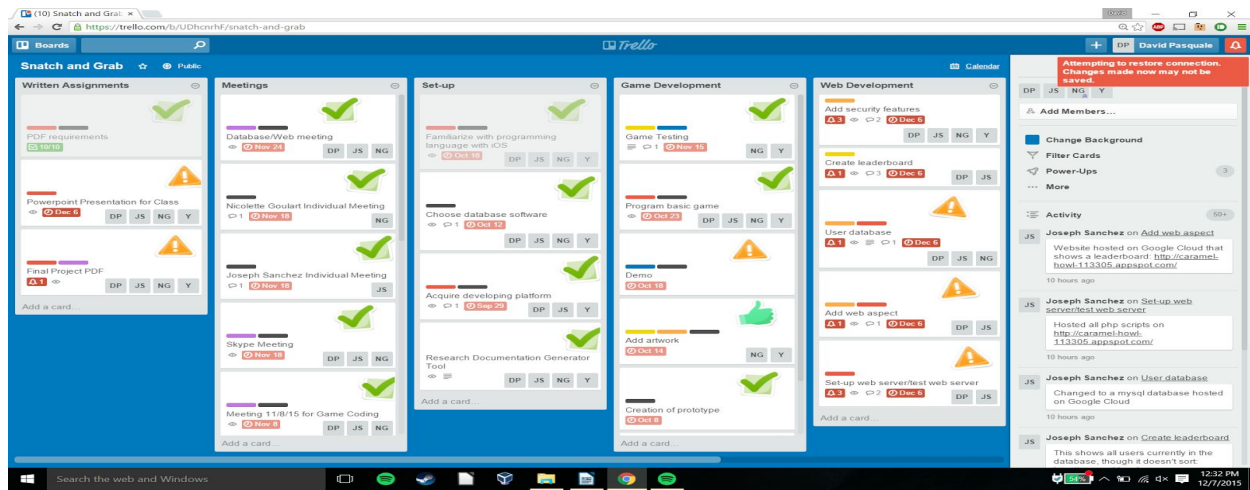 (10) Snatch and Grab
https://trello.com/b/UDhcnrhF/snatch-and-grab
Boards
Trello
DP David Pasquale
Snatch and Grab
Public
Calendar
Attempting to restore connection.
Changes made now may not be
saved.
Written Assignments
PDF requirements
10/10
Powerpoint Presentation for Class
Dec 6
DP JS NG Y
Final Project PDF
1
DP JS NG Y
Add a card...
Meetings
Database/Web meeting
Nov 24
DP JS NG
Nicolette Goulart Individual Meeting
1 Nov 18
NG
Joseph Sanchez Individual Meeting
1 Nov 16
JS
Skype Meeting
Nov 16
DP JS NG
Meeting 11/8/15 for Game Coding
Nov 8
DP JS NG
Add a card...
Set-up
Familiarize with programming
language with iOS
Oct 18
DP JS NG Y
Choose database software
1 Oct 12
DP JS NG Y
Acquire developing platform
1 Sep 29
DP JS Y
Research Documentation Generator
Tool
DP JS NG Y
Add a card...
Game Development
Game Testing
1 Nov 15
NG Y
Program basic game
Oct 23
DP JS NG Y
Demo
Oct 18
Add artwork
Oct 14
NG Y
Creation of prototype
Oct 8
Add a card...
Web Development
Add security features
3 2 Dec 6
DP JS NG Y
Create leaderboard
1 3 Dec 6
DP JS
User database
1 1 Dec 6
DP JS NG
Add web aspect
1 1 Dec 6
DP JS
Set-up web server/test web server
3 2 Dec 6
DP JS
Add a card...
DP JS NG Y
Add Members...
Change Background
Filter Cards
Power-Ups 3
More
Activity 50+
JS Joseph Sanchez on Add web aspect
Website hosted on Google Cloud that
shows a leaderboard: http://caramel-
howl-113305.appspot.com/
10 hours ago
JS Joseph Sanchez on Set-up web
server/test web server
Hosted all php scripts on
http://caramel-howl-
113305.appspot.com/
10 hours ago
JS Joseph Sanchez on User database
Changed to a mysql database hosted
on Google Cloud
10 hours ago
JS Joseph Sanchez on Create leaderboard
This shows all users currently in the
database, though it doesn't sort:
Search the web and Windows
54%
12:32 PM
12/7/2015